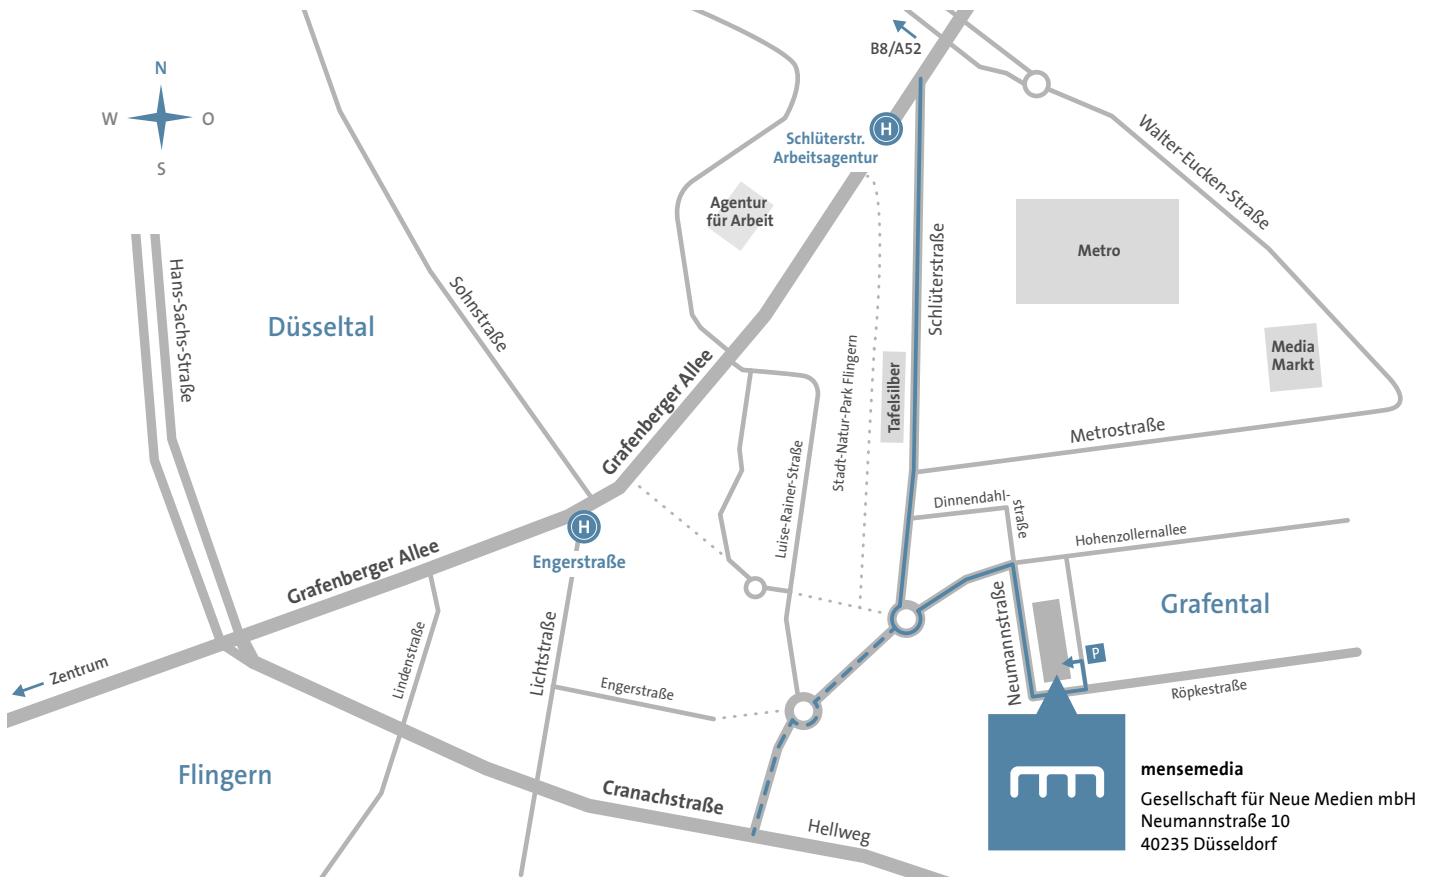 B8/A52
N
W
O
S
H
Schlüterstr.
Arbeitsagentur
Walter-Eucken-Straße
Agentur
für Arbeit
Metro
Schlüterstraße
Hans-Sachs-Straße
Sohnstraße
Düsseltal
Media
Markt
Grafenberger Allee
Stadt-Natur-Park Flingern
Tafelsilber
Metrostraße
Luise-Rainer-Straße
Dinnendahl-
straße
H
Engerstraße
Hohenzollernallee
Grafenberger Allee
Grafental
Neumannstraße
P
Lindenstraße
Lichtstraße
Zentrum
Engerstraße
Röpkestraße
Flingern
Cranachstraße
Hellweg
mensemedia
Gesellschaft für Neue Medien mbH
Neumannstraße 10
40235 Düsseldorf